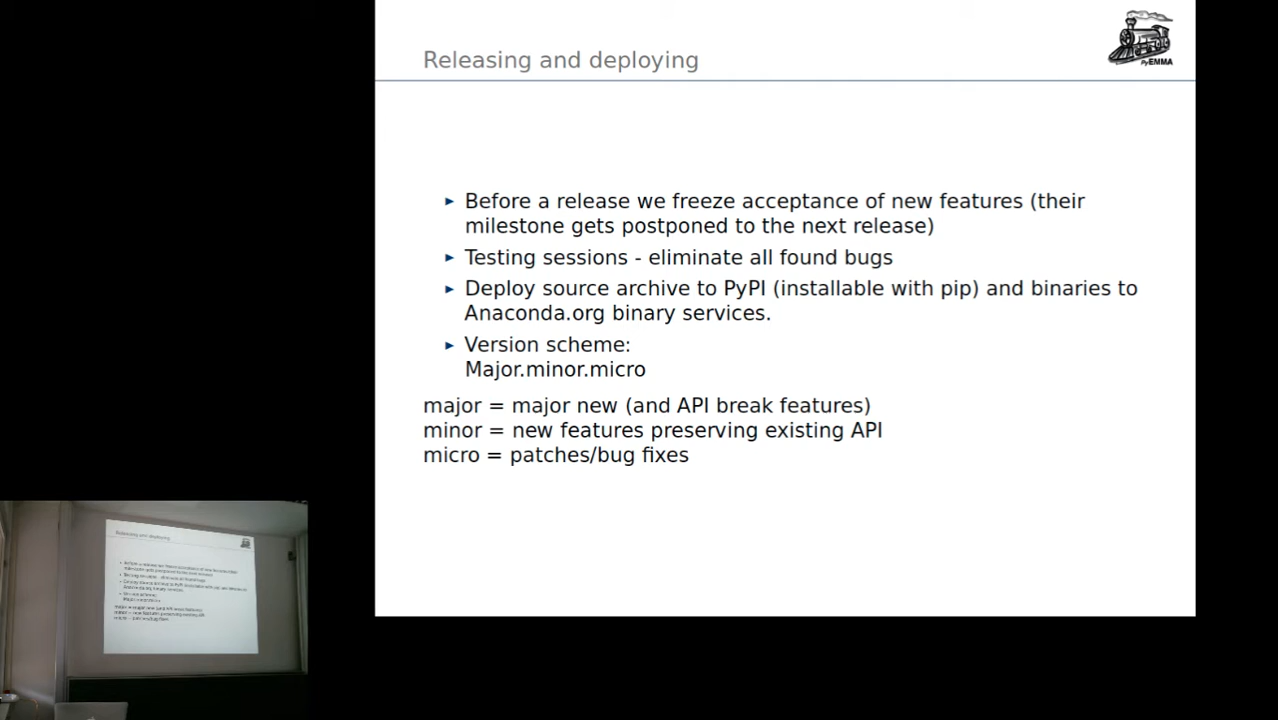 Releasing and deploying
PyEMMA
► Before a release we freeze acceptance of new features (their
milestone gets postponed to the next release)
► Testing sessions - eliminate all found bugs
► Deploy source archive to PyPI (installable with pip) and binaries to
Anaconda.org binary services.
► Version scheme:
Major.minor.micro
major = major new (and API break features)
minor = new features preserving existing API
micro = patches/bug fixes
Releasing and deploying